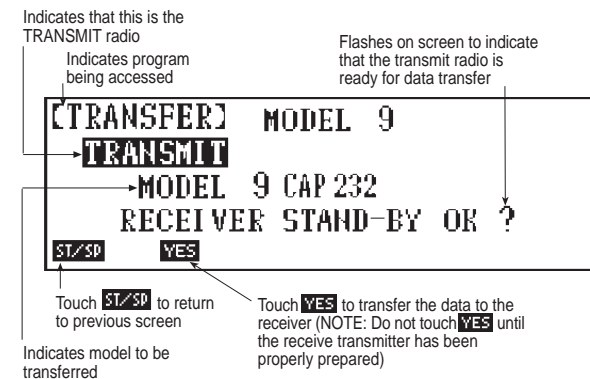 Indicates that this is the
TRANSMIT radio
Indicates program
being accessed
Flashes on screen to indicate
that the transmit radio is
ready for data transfer
[TRANSFER] MODEL 9
TRANSMIT
MODEL 9 CAP 232
RECEIVER STAND-BY OK ?
ST/SP YES
Touch ST/SP to return
to previous screen
Touch YES to transfer the data to the
receiver (NOTE: Do not touch YES until
the receive transmitter has been
properly prepared)
Indicates model to be
transferred